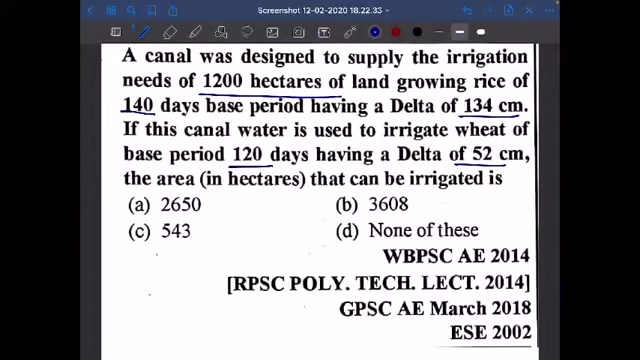 Screenshot 12-02-2020 18.22.33
A canal was designed to supply the irrigation
needs of 1200 hectares of land growing rice of
140 days base period having a Delta of 134 cm.
If this canal water is used to irrigate wheat of
base period 120 days having a Delta of 52 cm,
the area (in hectares) that can be irrigated is
(a) 2650 (b) 3608
(c) 543 (d) None of these
WBPSC AE 2014
[RPSC POLY. TECH. LECT. 2014]
GPSC AE March 2018
ESE 2002